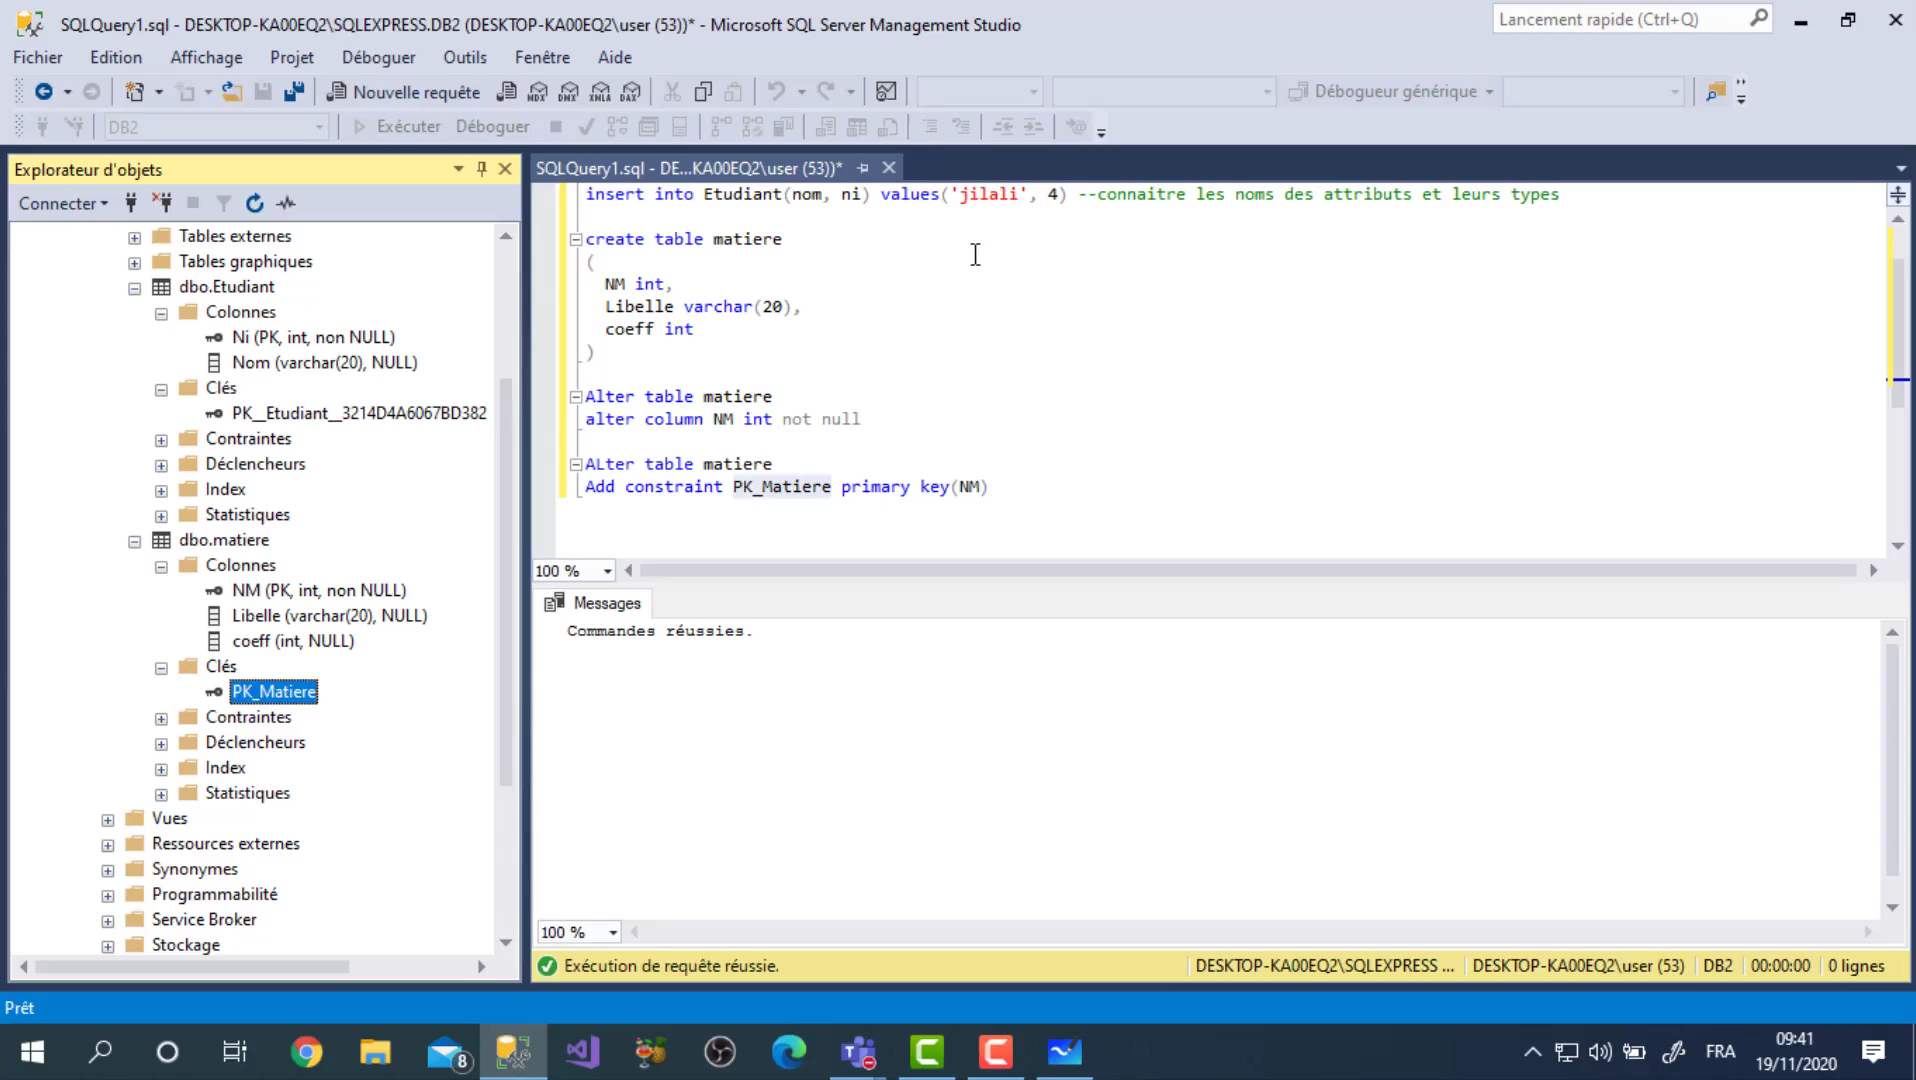 SQLQuery1.sql - DESKTOP-KA00EQ2\SQLEXPRESS.DB2 (DESKTOP-KA00EQ2\user (53))* - Microsoft SQL Server Management Studio
Lancement rapide (Ctrl+Q)
Fichier Edition Affichage Projet Déboguer Outils Fenêtre Aide
Nouvelle requête MDX DMX XMLA DAX Débogueur générique
DB2 Exécuter Déboguer
Explorateur d'objets
Connecter
Tables externes
Tables graphiques
dbo.Etudiant
Colonnes
Ni (PK, int, non NULL)
Nom (varchar(20), NULL)
Clés
PK__Etudiant__3214D4A6067BD382
Contraintes
Déclencheurs
Index
Statistiques
dbo.matiere
Colonnes
NM (PK, int, non NULL)
Libelle (varchar(20), NULL)
coeff (int, NULL)
Clés
PK_Matiere
Contraintes
Déclencheurs
Index
Statistiques
Vues
Ressources externes
Synonymes
Programmabilité
Service Broker
Stockage
SQLQuery1.sql - DE...KA00EQ2\user (53))*
insert into Etudiant(nom, ni) values('jilali', 4) --connaitre les noms des attributs et leurs types
create table matiere
(
NM int,
Libelle varchar(20),
coeff int
)
Alter table matiere
alter column NM int not null
ALter table matiere
Add constraint PK_Matiere primary key(NM)
100 %
Messages
Commandes réussies.
100 %
Exécution de requête réussie. DESKTOP-KA00EQ2\SQLEXPRESS ... DESKTOP-KA00EQ2\user (53) DB2 00:00:00 0 lignes
Prêt
8
FRA
09:41
19/11/2020